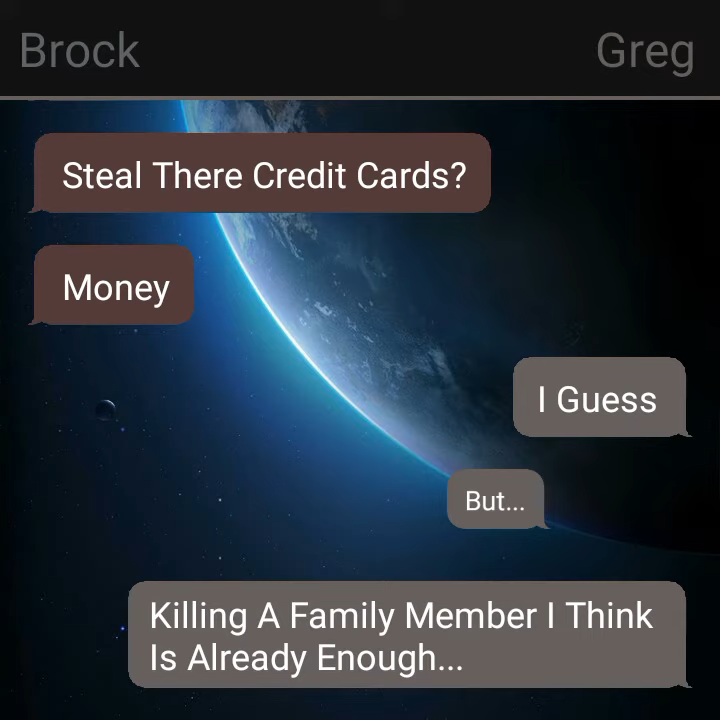 Brock Greg
Steal There Credit Cards?
Money
I Guess
But...
Killing A Family Member I Think
Is Already Enough...